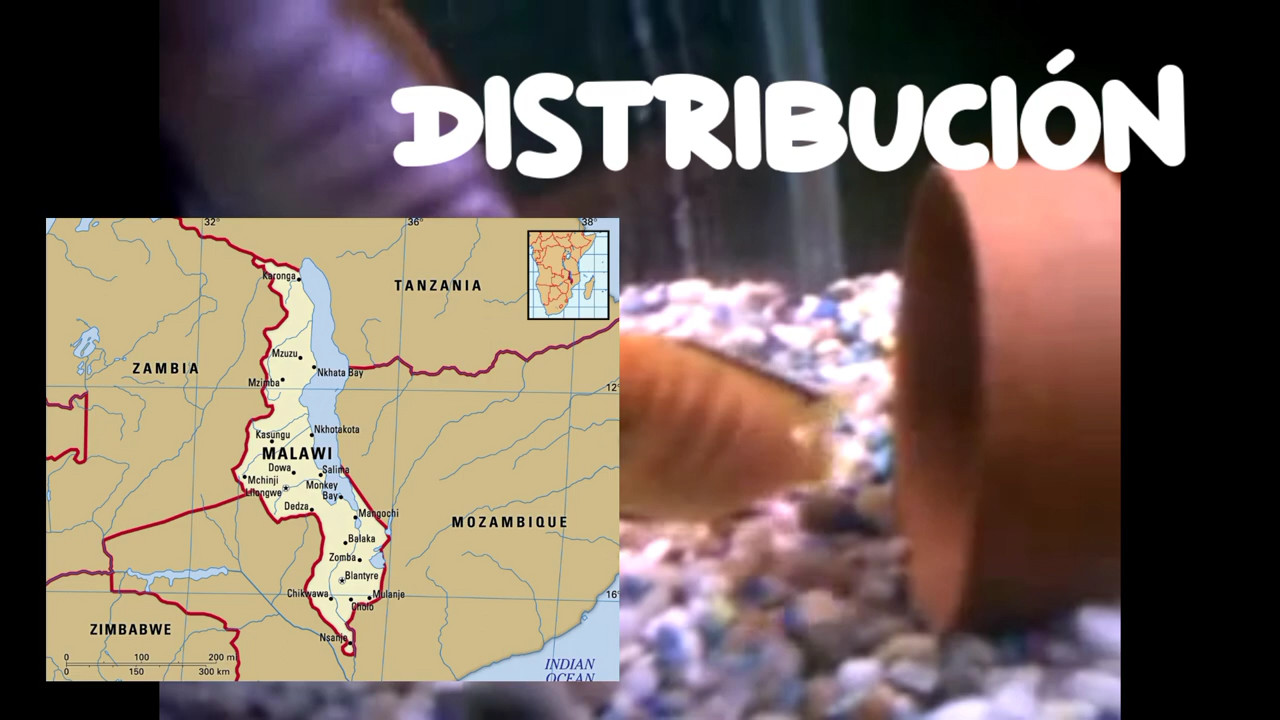 DISTRIBUCIÓN
32°
36°
38°
Karonga
TANZANIA
Mzuzu
ZAMBIA
Nkhata Bay
Mzimba
12°
Nkhotakota
Kasungu
MALAWI
Dowa
Salima
Mchinji
Monkey
Bay
Lilongwe
Dedza
Mangochi
MOZAMBIQUE
Balaka
Zomba
Blantyre
Chikwawa
Mulanje
16°
Cholo
ZIMBABWE
Nsanje
0 100 200 mi
0 150 300 km
INDIAN
OCEAN